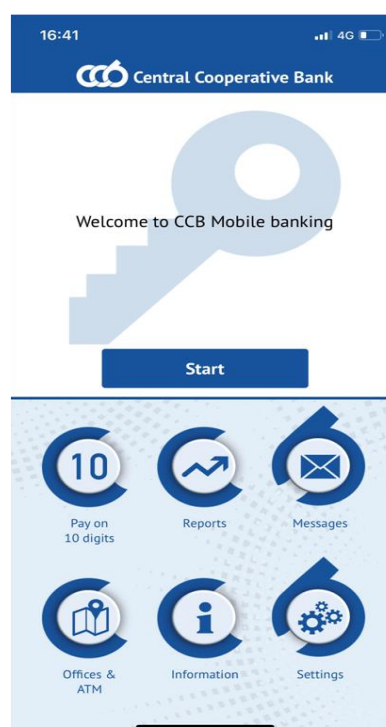 16:41
4G
CCB Central Cooperative Bank
Welcome to CCB Mobile banking
Start
10
Pay on
10 digits
Reports
Messages
Offices &
ATM
i
Information
Settings